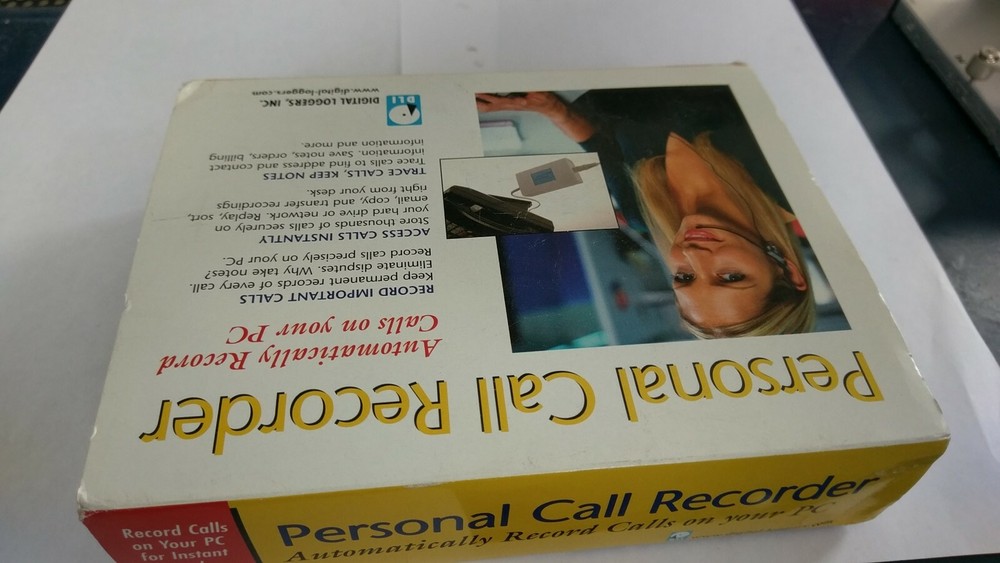 Personal Call Recorder
Automatically Record
Calls on your PC
RECORD IMPORTANT CALLS
Keep permanent records of every call.
Eliminate disputes. Why take notes?
Record calls precisely on your PC.
ACCESS CALLS INSTANTLY
Store thousands of calls securely on
your hard drive or network. Replay, sort,
email, copy, and transfer recordings
right from your desk.
TRACE CALLS, KEEP NOTES
Trace calls to find address and contact
information. Save notes, orders, billing
information and more.
DLI
DIGITAL LOGGERS, INC.
www.digital-loggers.com
Record Calls
on Your PC
for Instant
Personal Call Recorder
Automatically Record Calls on your PC